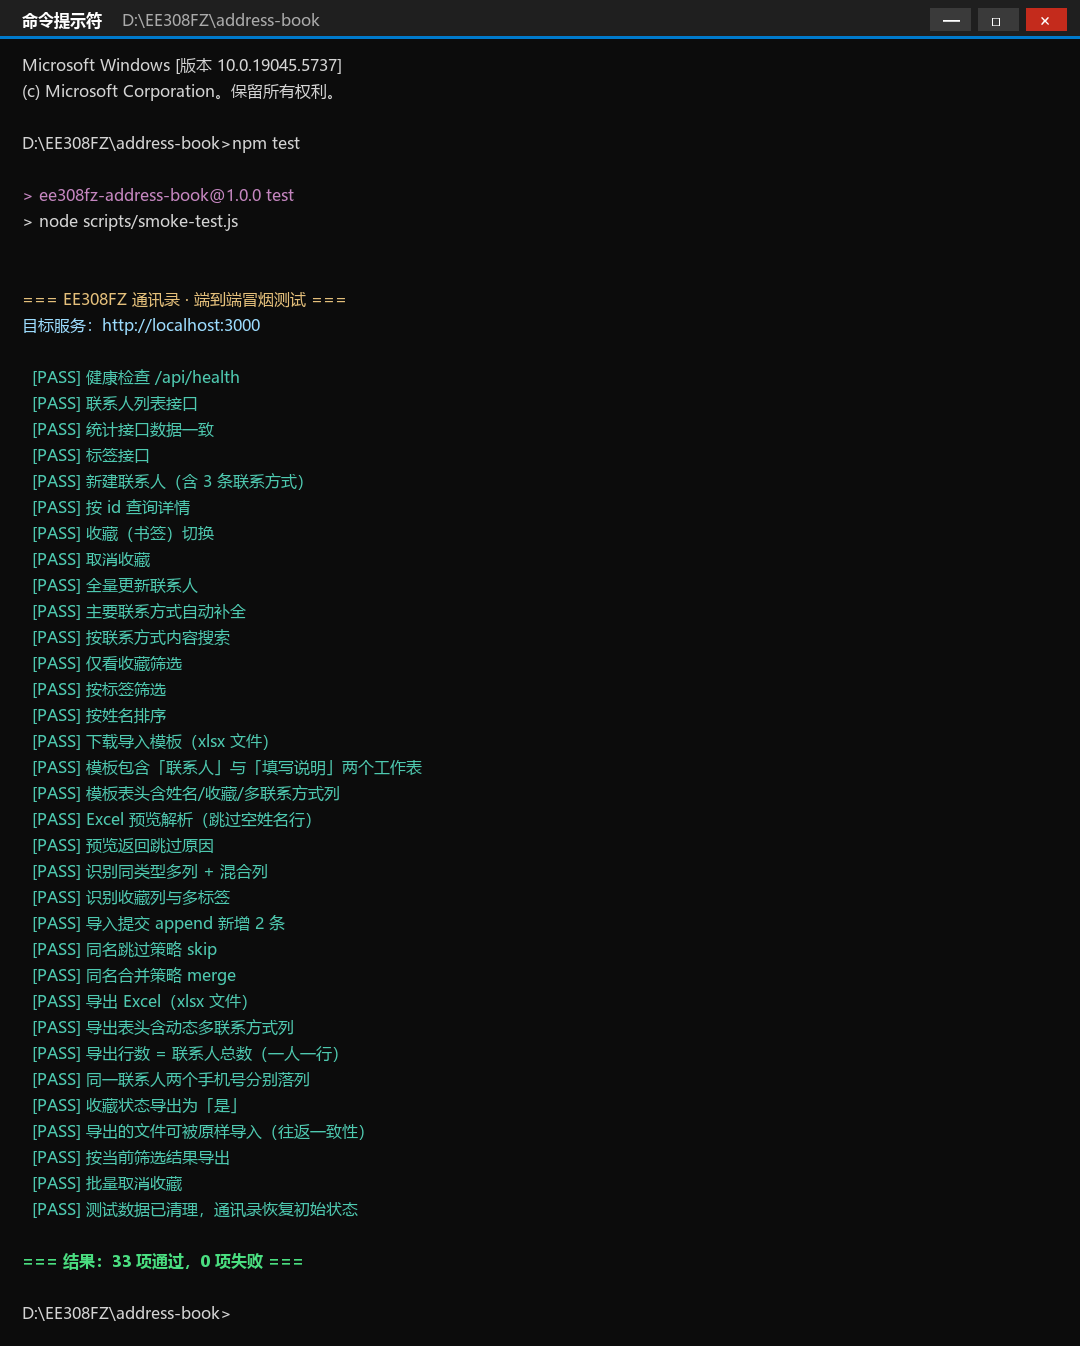 命令提示符 D:\EE308FZ\address-book
Microsoft Windows [版本 10.0.19045.5737]
(c) Microsoft Corporation。保留所有权利。
D:\EE308FZ\address-book>npm test
> ee308fz-address-book@1.0.0 test
> node scripts/smoke-test.js
=== EE308FZ 通讯录 · 端到端冒烟测试 ===
目标服务：http://localhost:3000
[PASS] 健康检查 /api/health
[PASS] 联系人列表接口
[PASS] 统计接口数据一致
[PASS] 标签接口
[PASS] 新建联系人（含 3 条联系方式）
[PASS] 按 id 查询详情
[PASS] 收藏（书签）切换
[PASS] 取消收藏
[PASS] 全量更新联系人
[PASS] 主要联系方式自动补全
[PASS] 按联系方式内容搜索
[PASS] 仅看收藏筛选
[PASS] 按标签筛选
[PASS] 按姓名排序
[PASS] 下载导入模板（xlsx 文件）
[PASS] 模板包含「联系人」与「填写说明」两个工作表
[PASS] 模板表头含姓名/收藏/多联系方式列
[PASS] Excel 预览解析（跳过空姓名行）
[PASS] 预览返回跳过原因
[PASS] 识别同类型多列 + 混合列
[PASS] 识别收藏列与多标签
[PASS] 导入提交 append 新增 2 条
[PASS] 同名跳过策略 skip
[PASS] 同名合并策略 merge
[PASS] 导出 Excel（xlsx 文件）
[PASS] 导出表头含动态多联系方式列
[PASS] 导出行数 = 联系人总数（一人一行）
[PASS] 同一联系人两个手机号分别落列
[PASS] 收藏状态导出为「是」
[PASS] 导出的文件可被原样导入（往返一致性）
[PASS] 按当前筛选结果导出
[PASS] 批量取消收藏
[PASS] 测试数据已清理，通讯录恢复初始状态
=== 结果：33 项通过，0 项失败 ===
D:\EE308FZ\address-book>